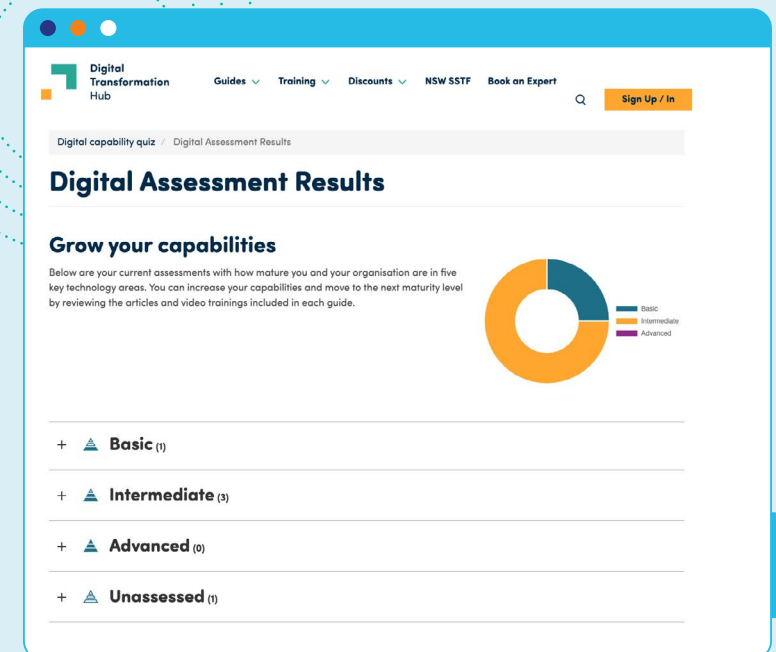 Digital
Transformation
Hub
Guides
Training
Discounts
NSW SSTF
Book an Expert
Sign Up / In
Digital capability quiz / Digital Assessment Results
Digital Assessment Results
Grow your capabilities
Below are your current assessments with how mature you and your organisation are in five
key technology areas. You can increase your capabilities and move to the next maturity level
by reviewing the articles and video trainings included in each guide.
Basic
Intermediate
Advanced
+ Basic (1)
+ Intermediate (3)
+ Advanced (0)
+ Unassessed (1)